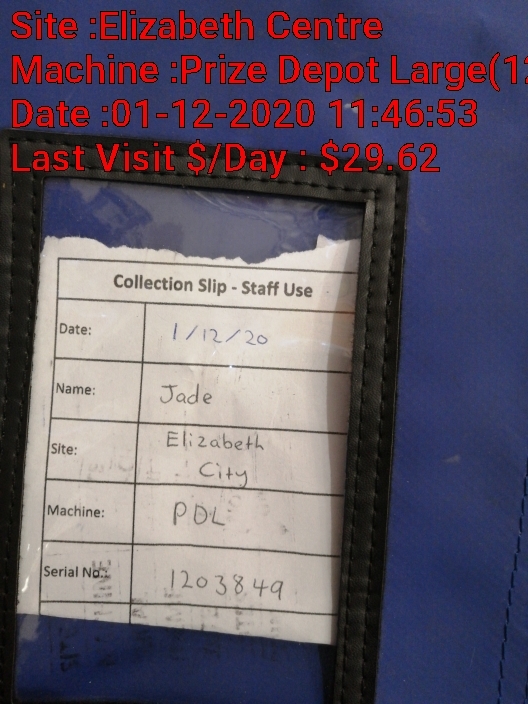 Site :Elizabeth Centre
Machine :Prize Depot Large(12
Date :01-12-2020 11:46:53
Last Visit $/Day : $29.62
Collection Slip - Staff Use
Date: 1/12/20
Name: Jade
Site: Elizabeth
City
Machine: PDL
Serial No.: 1203849